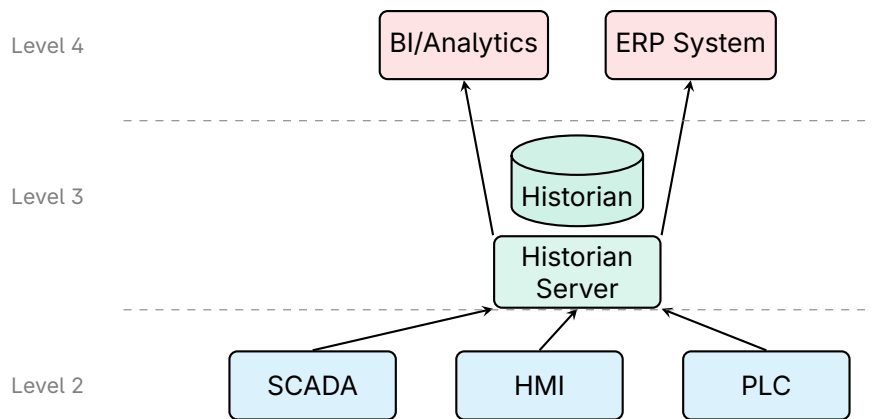 Level 4
BI/Analytics
ERP System
Level 3
Historian
Historian
Server
Level 2
SCADA
HMI
PLC